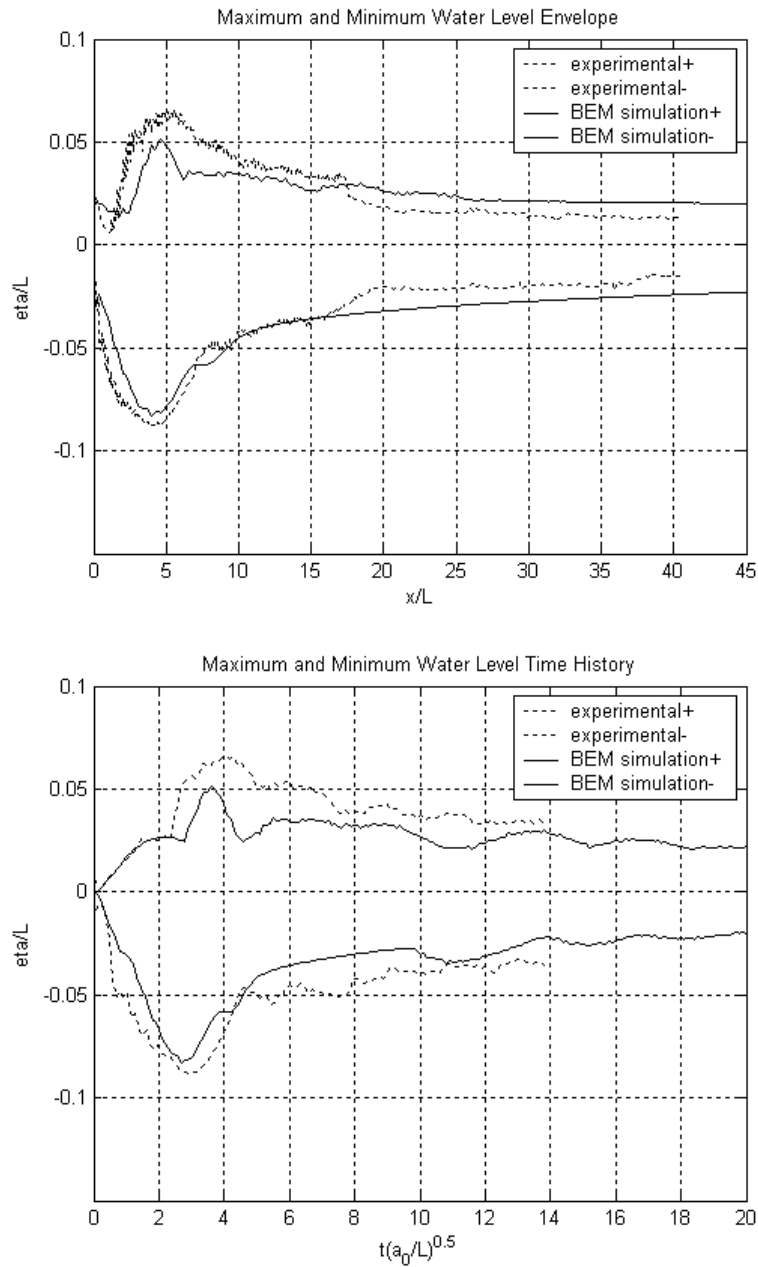 Maximum and Minimum Water Level Envelope
0.1
0.05
0
-0.05
-0.1
eta/L
experimental+
experimental-
BEM simulation+
BEM simulation-
0 5 10 15 20 25 30 35 40 45
x/L
Maximum and Minimum Water Level Time History
0.1
0.05
0
-0.05
-0.1
eta/L
experimental+
experimental-
BEM simulation+
BEM simulation-
0 2 4 6 8 10 12 14 16 18 20
t(a₀/L)⁰·⁵